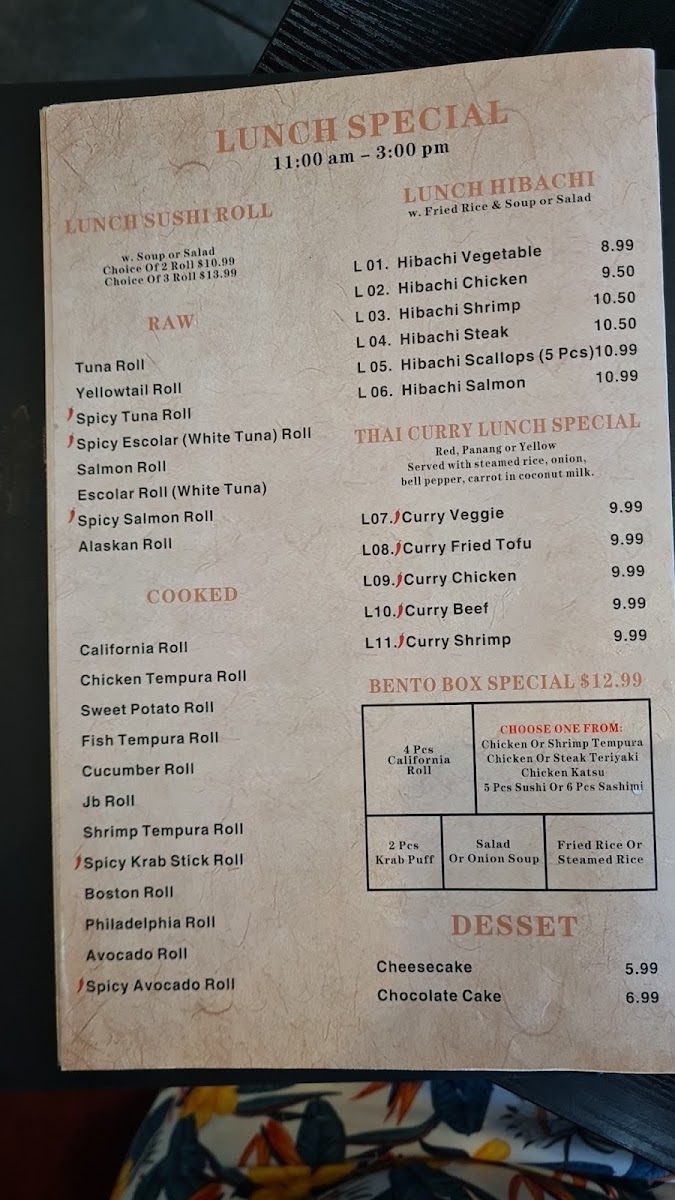 LUNCH SPECIAL
11:00 am – 3:00 pm
LUNCH SUSHI ROLL
w. Soup or Salad
Choice Of 2 Roll $10.99
Choice Of 3 Roll $13.99
RAW
Tuna Roll
Yellowtail Roll
Spicy Tuna Roll
Spicy Escolar (White Tuna) Roll
Salmon Roll
Escolar Roll (White Tuna)
Spicy Salmon Roll
Alaskan Roll
COOKED
California Roll
Chicken Tempura Roll
Sweet Potato Roll
Fish Tempura Roll
Cucumber Roll
Jb Roll
Shrimp Tempura Roll
Spicy Krab Stick Roll
Boston Roll
Philadelphia Roll
Avocado Roll
Spicy Avocado Roll
LUNCH HIBACHI
w. Fried Rice & Soup or Salad
L 01. Hibachi Vegetable 8.99
L 02. Hibachi Chicken 9.50
L 03. Hibachi Shrimp 10.50
L 04. Hibachi Steak 10.50
L 05. Hibachi Scallops (5 Pcs) 10.99
L 06. Hibachi Salmon 10.99
THAI CURRY LUNCH SPECIAL
Red, Panang or Yellow
Served with steamed rice, onion,
bell pepper, carrot in coconut milk.
L07. Curry Veggie 9.99
L08. Curry Fried Tofu 9.99
L09. Curry Chicken 9.99
L10. Curry Beef 9.99
L11. Curry Shrimp 9.99
BENTO BOX SPECIAL $12.99
4 Pcs
California
Roll
CHOOSE ONE FROM:
Chicken Or Shrimp Tempura
Chicken Or Steak Teriyaki
Chicken Katsu
5 Pcs Sushi Or 6 Pcs Sashimi
2 Pcs
Krab Puff
Salad
Or Onion Soup
Fried Rice Or
Steamed Rice
DESSET
Cheesecake 5.99
Chocolate Cake 6.99